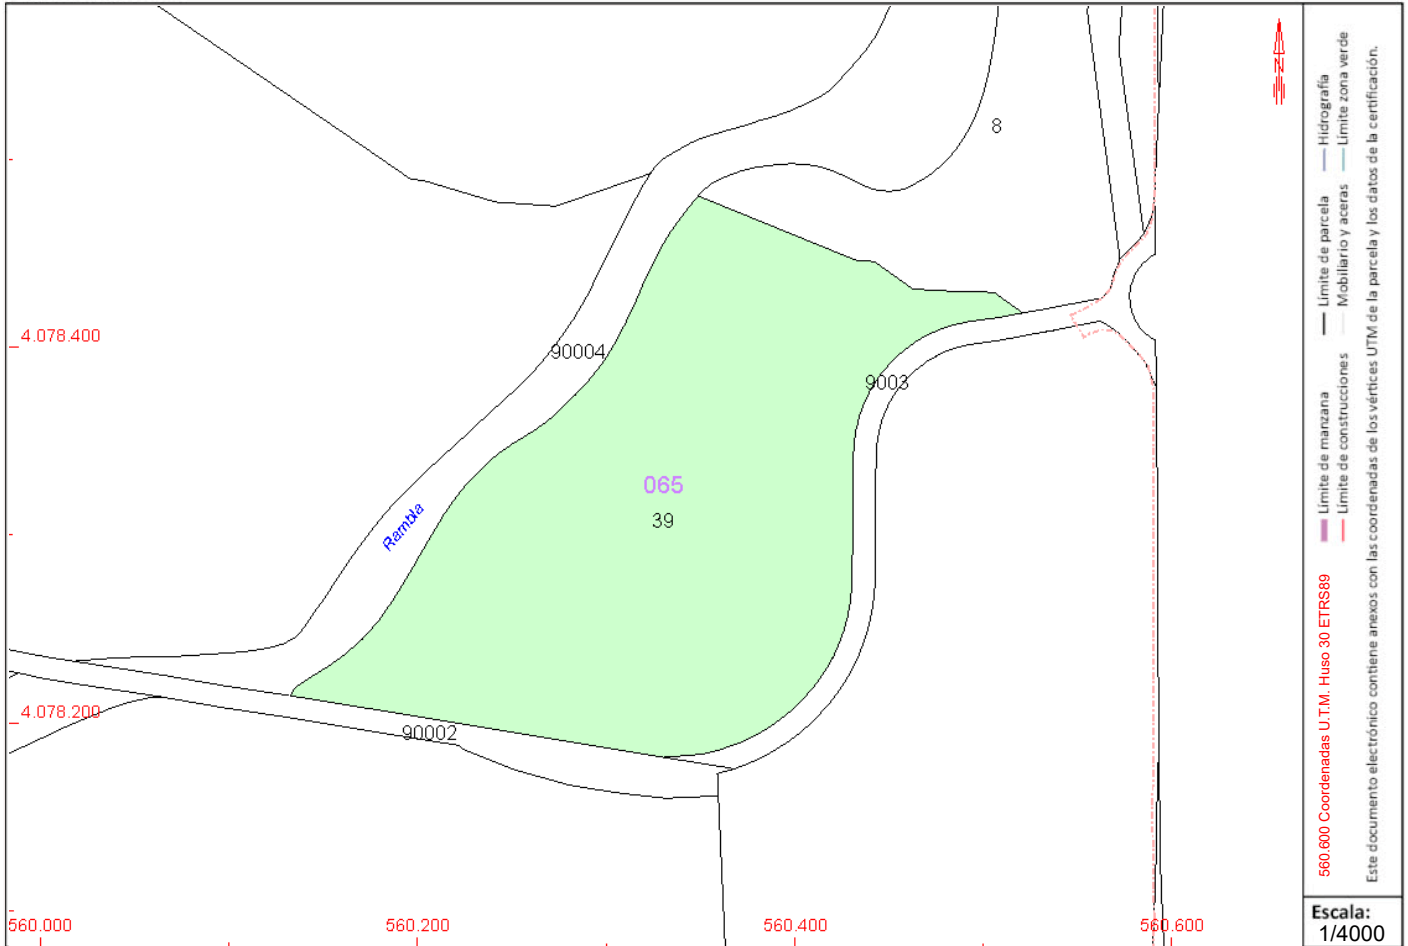 8
4.078.400
90004
9003
065
39
Rambla
4.078.200
90002
560.000
560.200
560.400
560.600
N
Límite de manzana
Límite de parcela
Hidrografía
Límite de construcciones
Mobiliario y aceras
Límite zona verde
560.600 Coordenadas U.T.M. Huso 30 ETRS89
Este documento electrónico contiene anexos con las coordenadas de los vértices UTM de la parcela y los datos de la certificación.
Escala:
1/4000